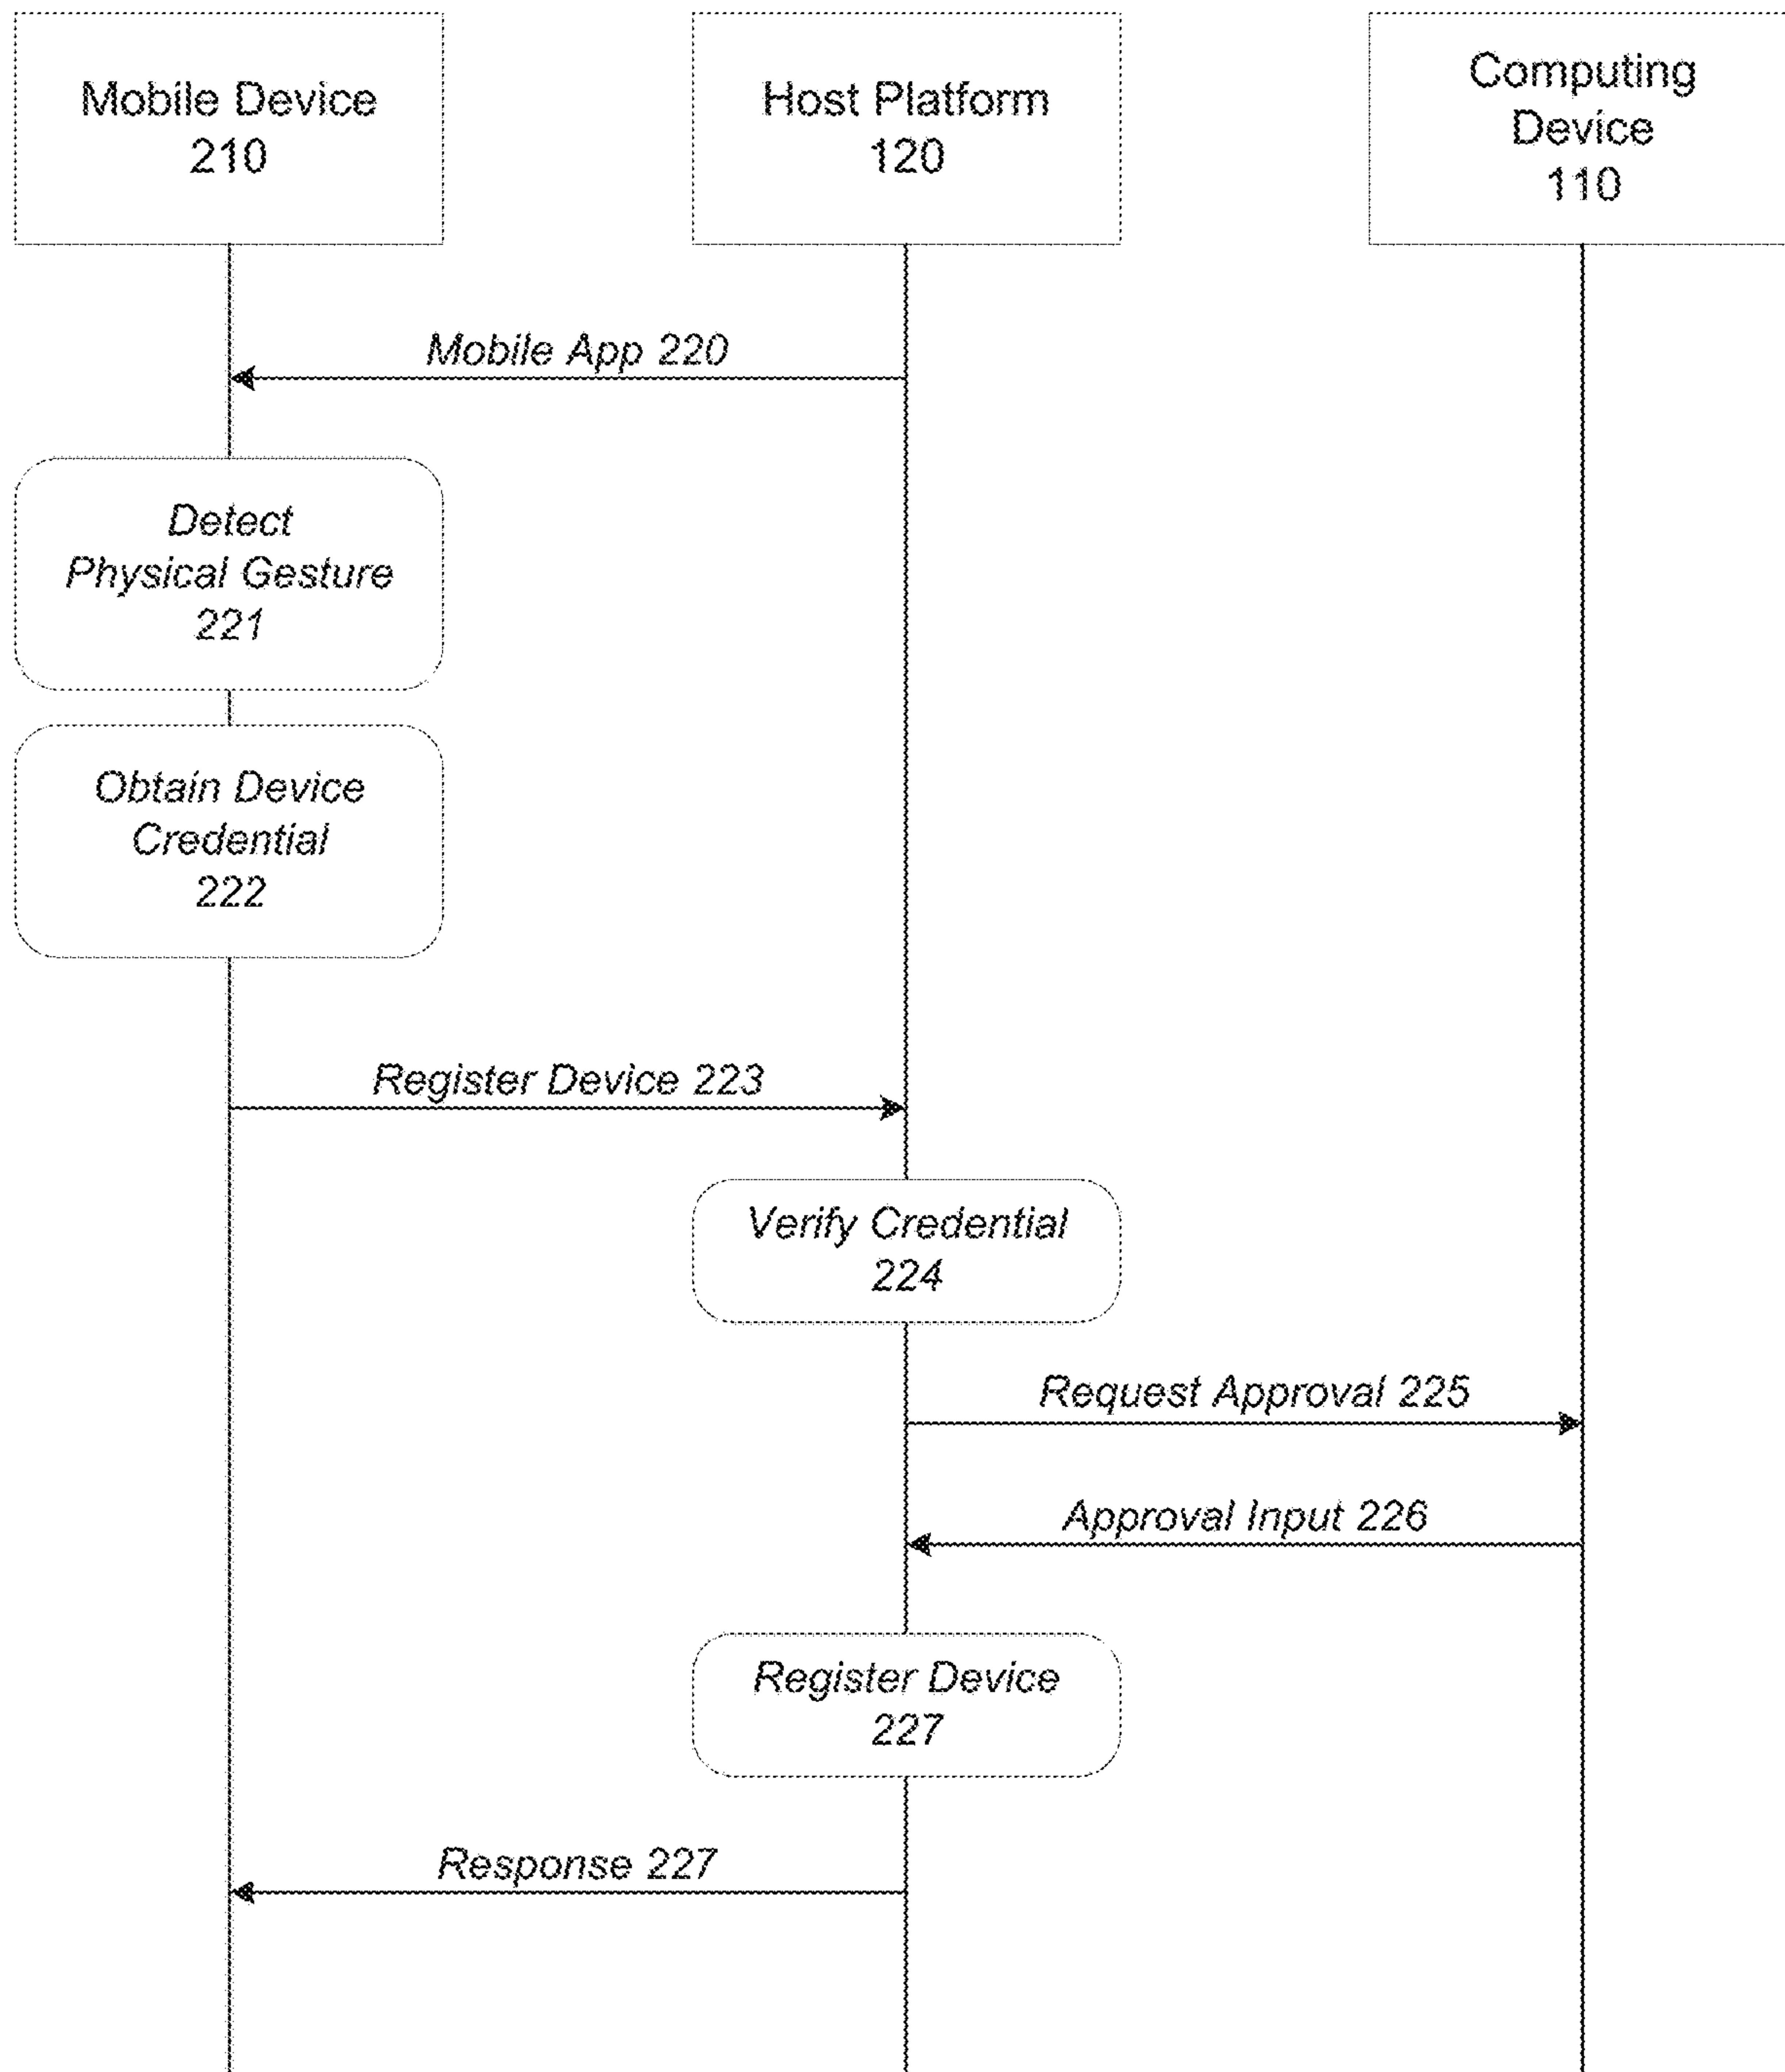 Mobile Device
210
Host Platform
120
Computing
Device
110
Mobile App 220
Detect
Physical Gesture
221
Obtain Device
Credential
222
Register Device 223
Verify Credential
224
Request Approval 225
Approval Input 226
Register Device
227
Response 227